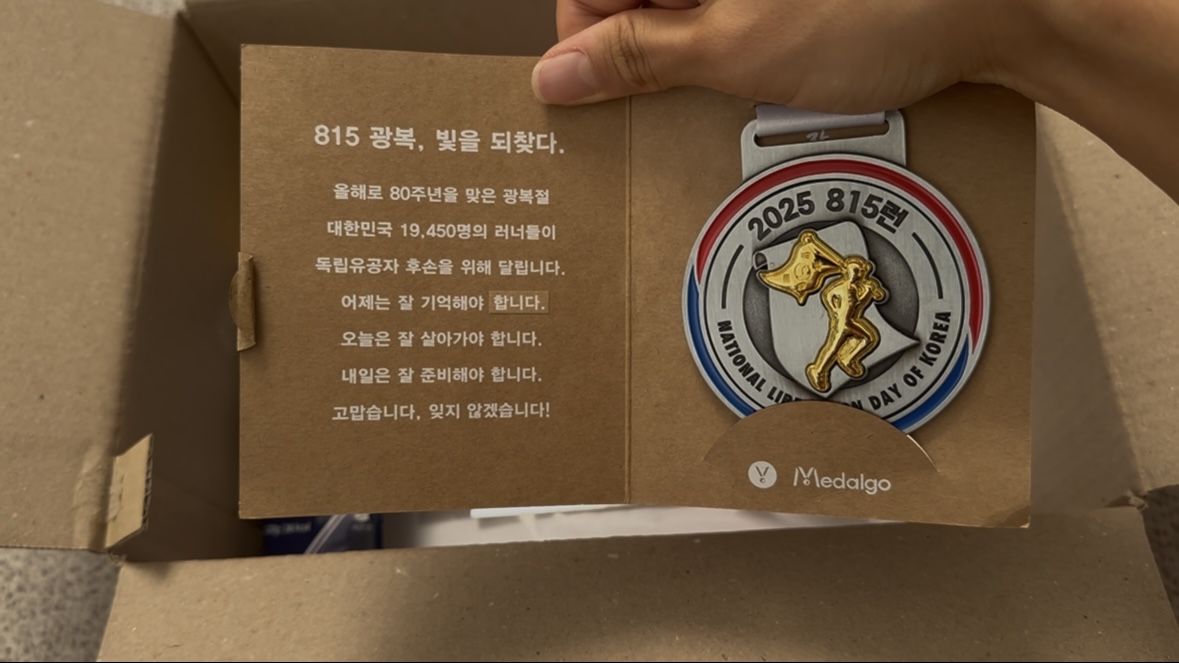 815 광복, 빛을 되찾다.
올해로 80주년을 맞은 광복절
대한민국 19,450명의 러너들이
독립유공자 후손을 위해 달립니다.
어제는 잘 기억해야 합니다.
오늘은 잘 살아가야 합니다.
내일은 잘 준비해야 합니다.
고맙습니다, 잊지 않겠습니다!
2025 815런
NATIONAL DAY OF KOREA
Medalgo